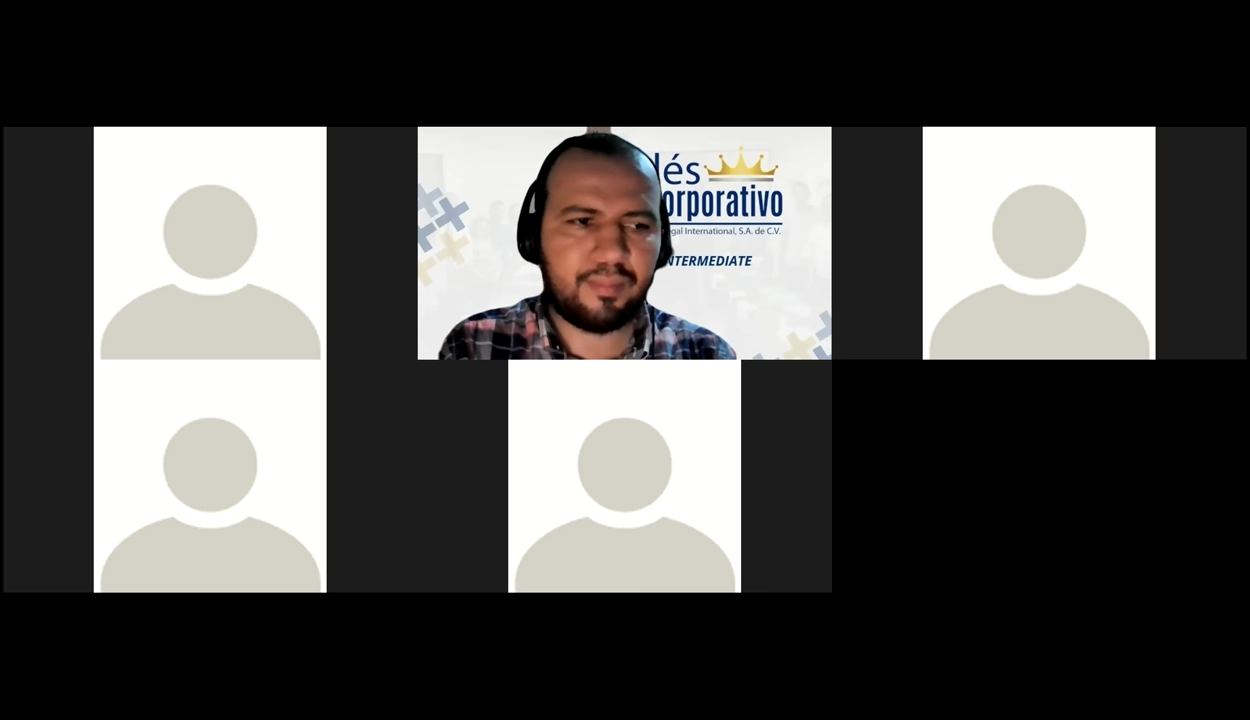 lés
orporativo
gal International, S.A. de C.V.
NTERMEDIATE